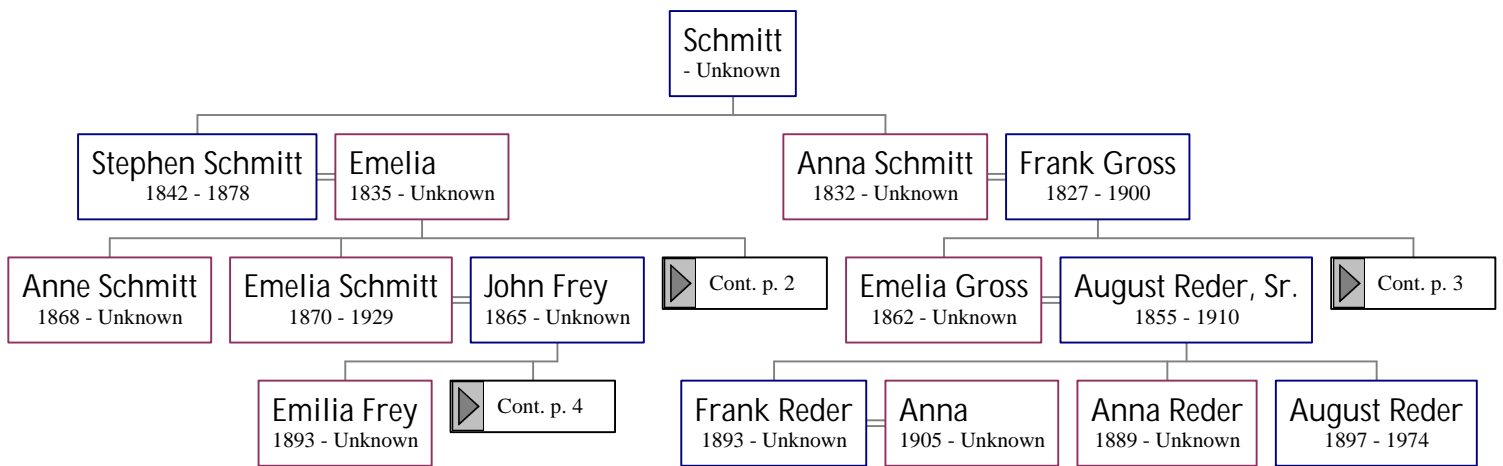 Schmitt
- Unknown
Stephen Schmitt
1842 - 1878
Emelia
1835 - Unknown
Anna Schmitt
1832 - Unknown
Frank Gross
1827 - 1900
Anne Schmitt
1868 - Unknown
Emelia Schmitt
1870 - 1929
John Frey
1865 - Unknown
Cont. p. 2
Emelia Gross
1862 - Unknown
August Reder, Sr.
1855 - 1910
Cont. p. 3
Emilia Frey
1893 - Unknown
Cont. p. 4
Frank Reder
1893 - Unknown
Anna
1905 - Unknown
Anna Reder
1889 - Unknown
August Reder
1897 - 1974